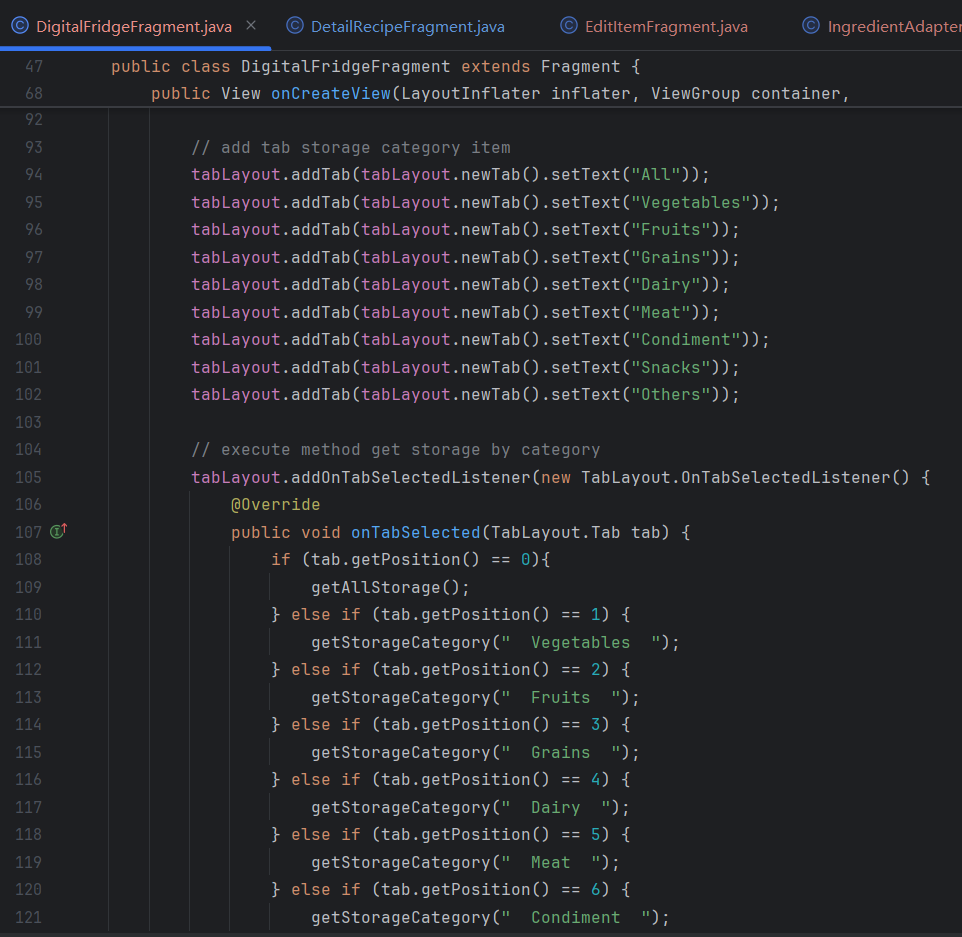 DigitalFridgeFragment.java
DetailRecipeFragment.java
EditItemFragment.java
IngredientAdapter
47 public class DigitalFridgeFragment extends Fragment {
68 public View onCreateView(LayoutInflater inflater, ViewGroup container,
92
93 // add tab storage category item
94 tabLayout.addTab(tabLayout.newTab().setText("All"));
95 tabLayout.addTab(tabLayout.newTab().setText("Vegetables"));
96 tabLayout.addTab(tabLayout.newTab().setText("Fruits"));
97 tabLayout.addTab(tabLayout.newTab().setText("Grains"));
98 tabLayout.addTab(tabLayout.newTab().setText("Dairy"));
99 tabLayout.addTab(tabLayout.newTab().setText("Meat"));
100 tabLayout.addTab(tabLayout.newTab().setText("Condiment"));
101 tabLayout.addTab(tabLayout.newTab().setText("Snacks"));
102 tabLayout.addTab(tabLayout.newTab().setText("Others"));
103
104 // execute method get storage by category
105 tabLayout.addOnTabSelectedListener(new TabLayout.OnTabSelectedListener() {
106 @Override
107 public void onTabSelected(TabLayout.Tab tab) {
108 if (tab.getPosition() == 0){
109 getAllStorage();
110 } else if (tab.getPosition() == 1) {
111 getStorageCategory("  Vegetables  ");
112 } else if (tab.getPosition() == 2) {
113 getStorageCategory("  Fruits  ");
114 } else if (tab.getPosition() == 3) {
115 getStorageCategory("  Grains  ");
116 } else if (tab.getPosition() == 4) {
117 getStorageCategory("  Dairy  ");
118 } else if (tab.getPosition() == 5) {
119 getStorageCategory("  Meat  ");
120 } else if (tab.getPosition() == 6) {
121 getStorageCategory("  Condiment  ");